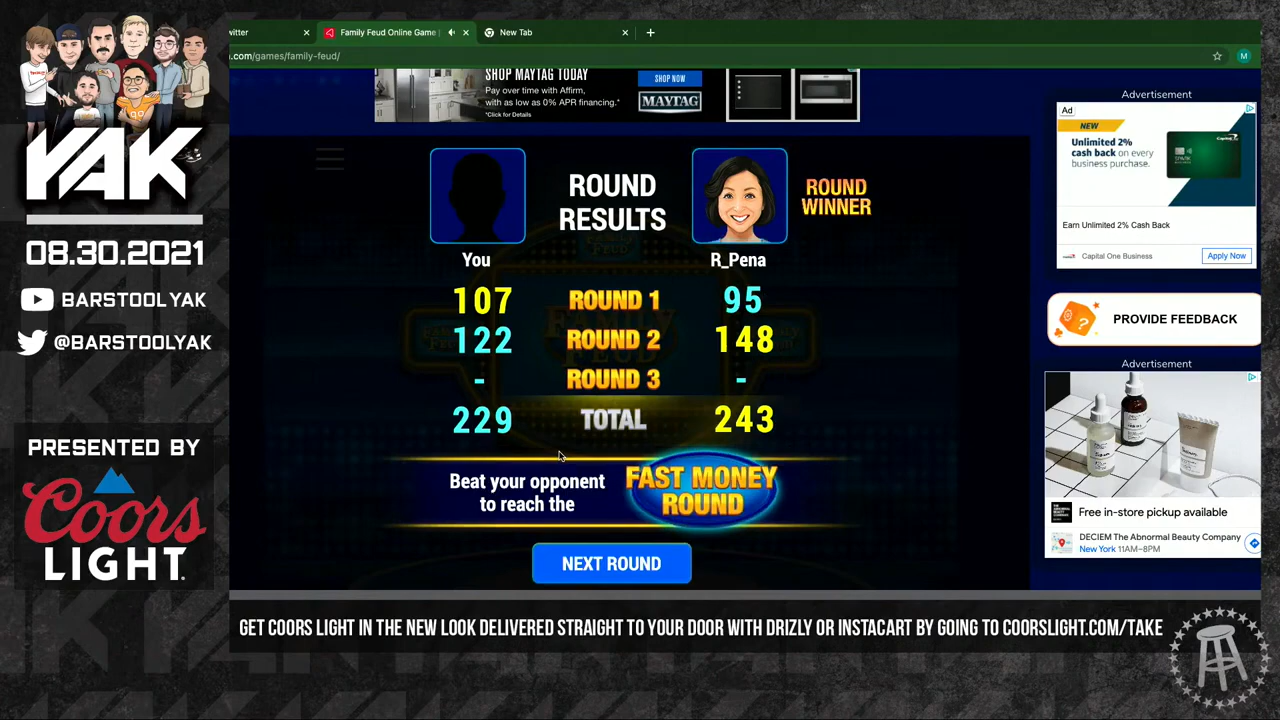 YAK
08.30.2021
BARSTOOLYAK
@BARSTOOLYAK
PRESENTED BY
Coors
LIGHT
itter
Family Feud Online Game
New Tab
.com/games/family-feud/
SHOP MAYTAG TODAY
Pay over time with Affirm,
with as low as 0% APR financing.*
*Click for Details
SHOP NOW
MAYTAG
ROUND
RESULTS
ROUND
WINNER
You
R_Pena
107 ROUND 1 95
122 ROUND 2 148
- ROUND 3 -
229 TOTAL 243
Beat your opponent
to reach the
FAST MONEY
ROUND
NEXT ROUND
Advertisement
Ad
NEW
Unlimited 2%
cash back on every
business purchase.
Earn Unlimited 2% Cash Back
Capital One Business
Apply Now
PROVIDE FEEDBACK
Advertisement
Free in-store pickup available
DECIEM The Abnormal Beauty Company
New York 11AM–8PM
GET COORS LIGHT IN THE NEW LOOK DELIVERED STRAIGHT TO YOUR DOOR WITH DRIZLY OR INSTACART BY GOING TO COORSLIGHT.COM/TAKE